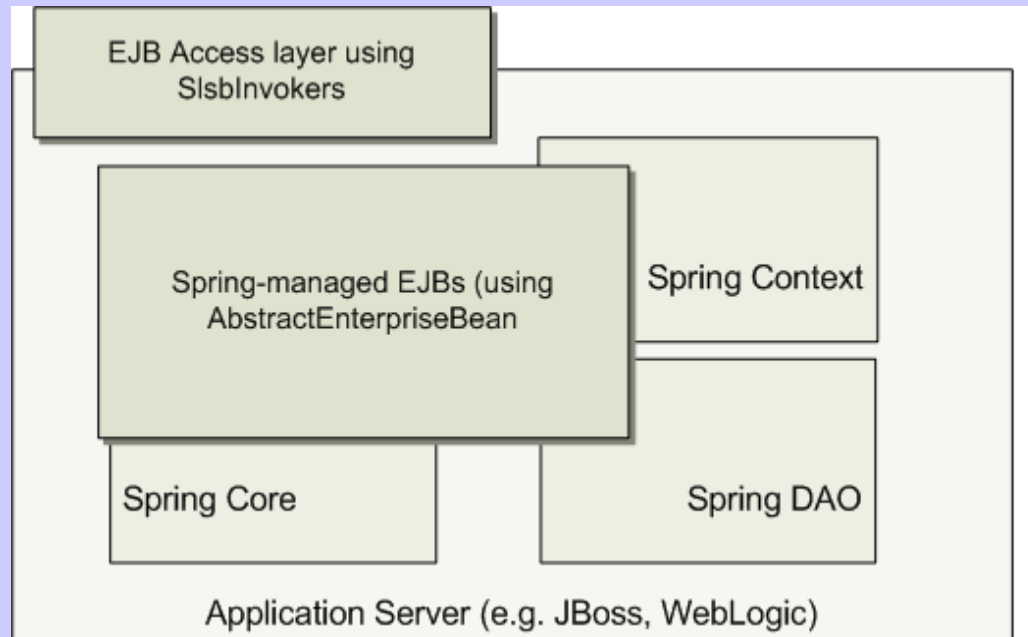 EJB Access layer using
SlsbInvokers
Spring Context
Spring-managed EJBs (using
AbstractEnterpriseBean
Spring Core
Spring DAO
Application Server (e.g. JBoss, WebLogic)